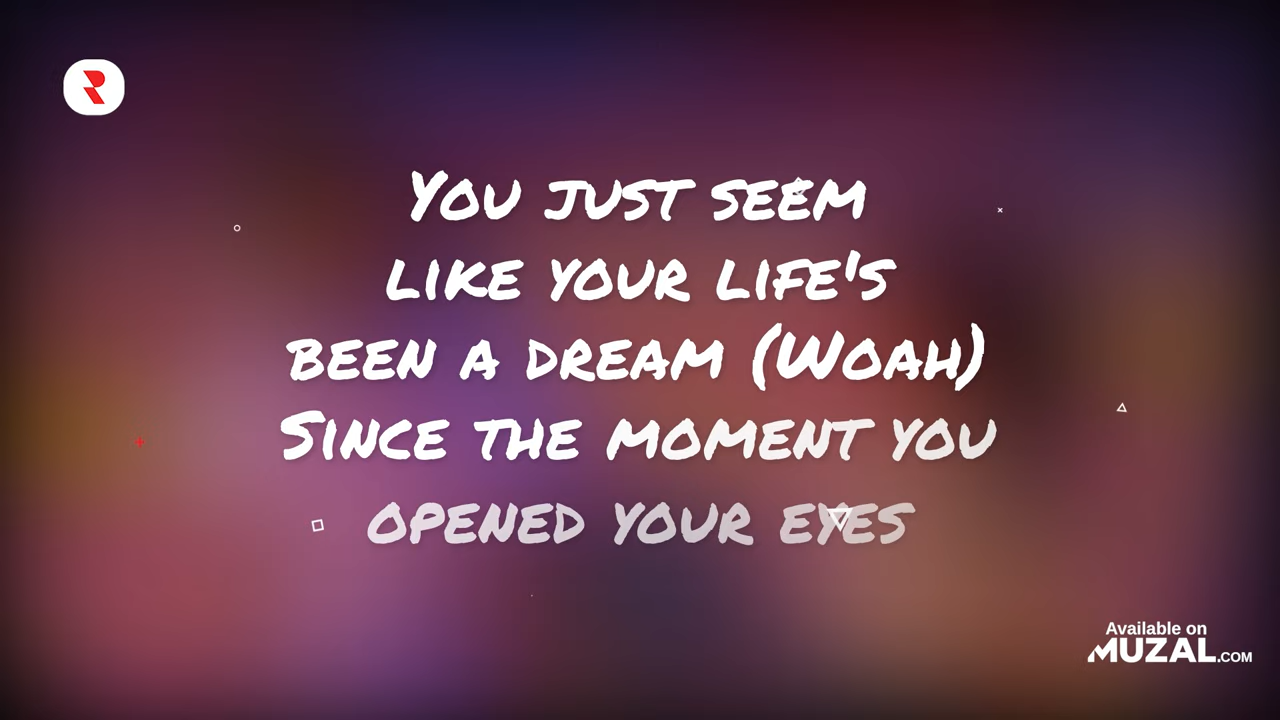 You just seem
like your life's
been a dream (Woah)
Since the moment you
opened your eyes
Available on
MUZAL.COM